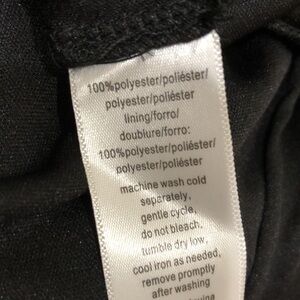 100%polyester/poliéster/
polyester/poliéster
lining/forro/
doublure/forro:
100%polyester/poliéster/
polyester/poliéster
machine wash cold
separately,
gentle cycle,
do not bleach,
tumble dry low,
cool iron as needed,
remove promptly
after washing